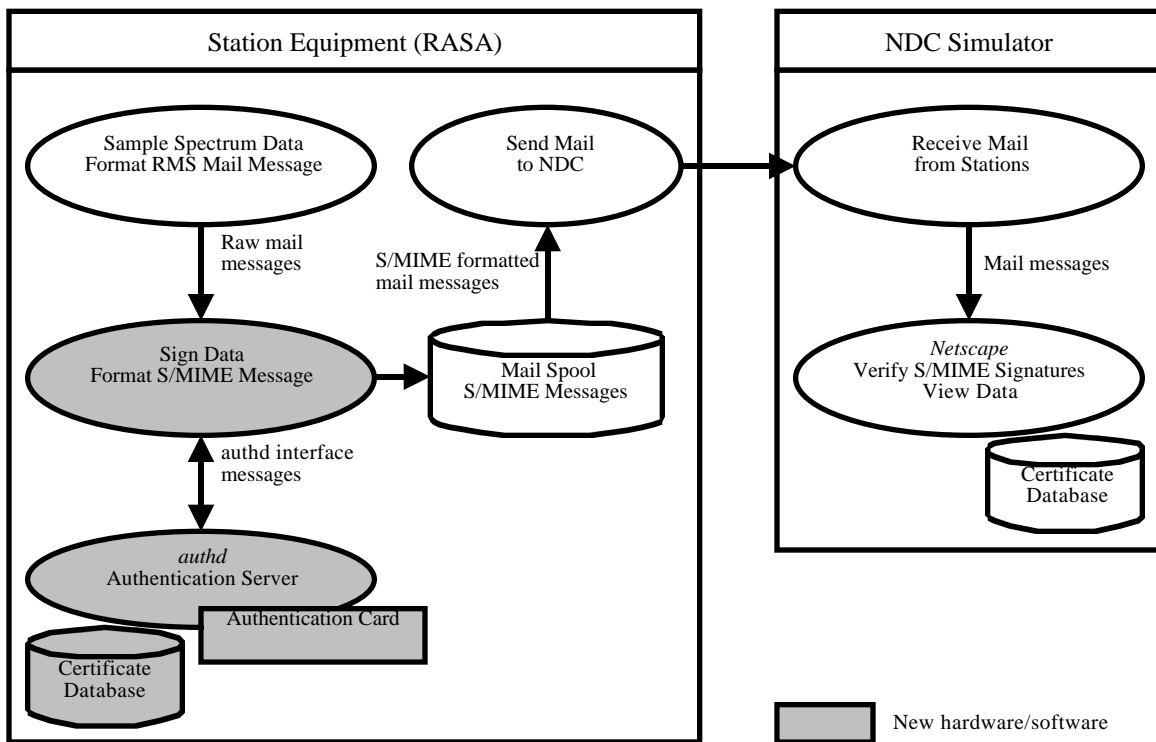 Station Equipment (RASA)
NDC Simulator
Sample Spectrum Data
Format RMS Mail Message
Send Mail
to NDC
Receive Mail
from Stations
Raw mail
messages
S/MIME formatted
mail messages
Mail messages
Sign Data
Format S/MIME Message
Mail Spool
S/MIME Messages
Netscape
Verify S/MIME Signatures
View Data
authd interface
messages
Certificate
Database
authd
Authentication Server
Authentication Card
Certificate
Database
New hardware/software